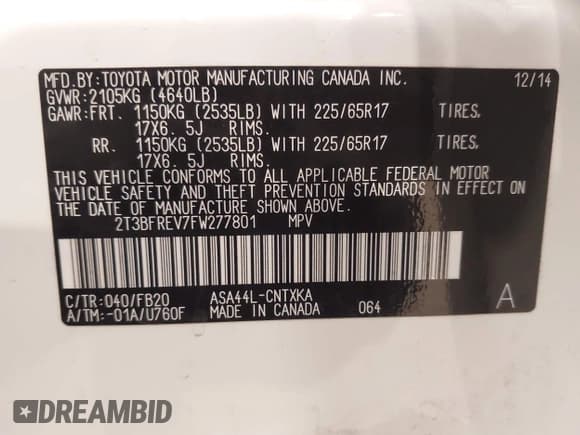 MFD.BY:TOYOTA MOTOR MANUFACTURING CANADA INC. 12/14
GVWR:2105KG (4640LB)
GAWR:FRT. 1150KG (2535LB) WITH 225/65R17 TIRES,
17X6. 5J RIMS.
RR. 1150KG (2535LB) WITH 225/65R17 TIRES,
17X6. 5J RIMS.
THIS VEHICLE CONFORMS TO ALL APPLICABLE FEDERAL MOTOR
VEHICLE SAFETY AND THEFT PREVENTION STANDARDS IN EFFECT ON
THE DATE OF MANUFACTURE SHOWN ABOVE.
2T3BFREV7FW277801 MPV
C/TR:040/FB20 ASA44L-CNTXKA A
A/TM:-01A/U760F MADE IN CANADA 064
DREAMBID